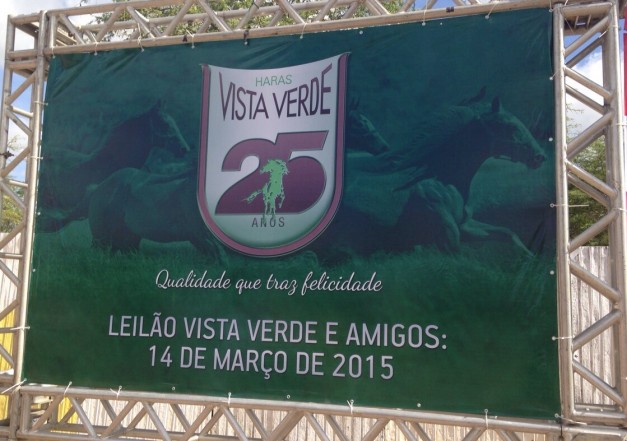 HARAS
VISTA VERDE
25
ANOS
Qualidade que traz felicidade
LEILÃO VISTA VERDE E AMIGOS:
14 DE MARÇO DE 2015